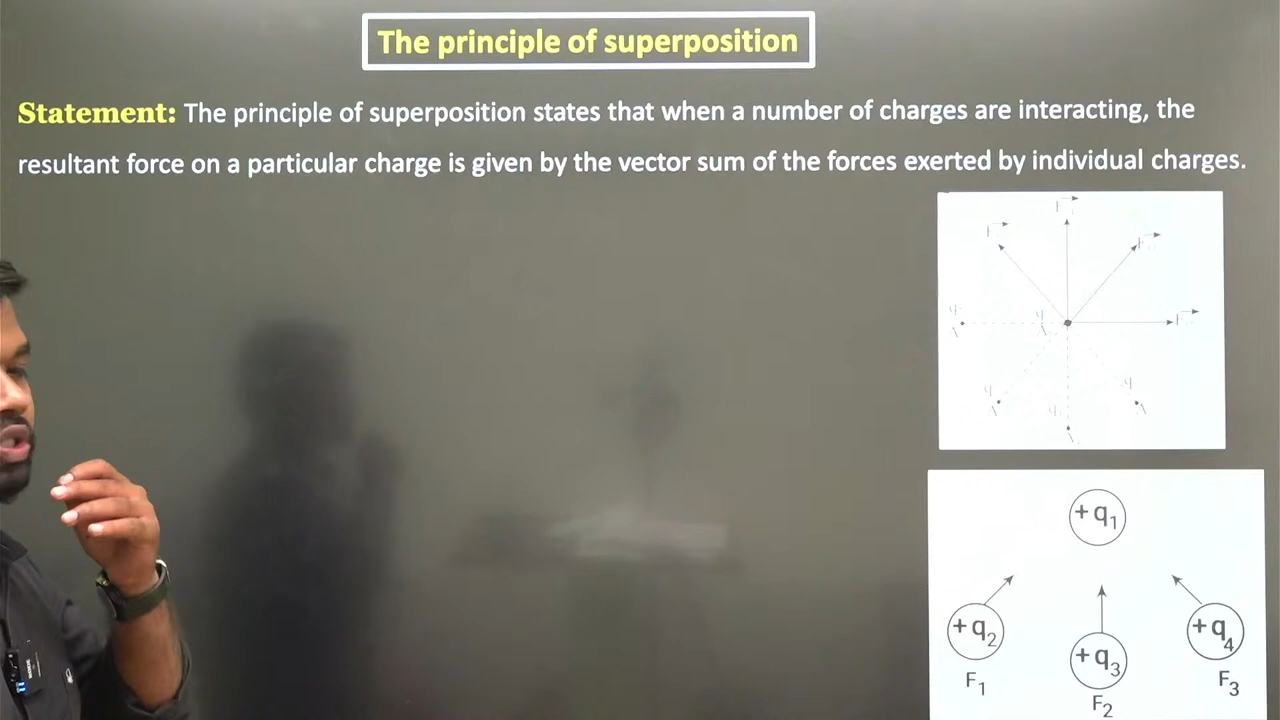 The principle of superposition
Statement: The principle of superposition states that when a number of charges are interacting, the
resultant force on a particular charge is given by the vector sum of the forces exerted by individual charges.
+q₁
+q₂
+q₃
+q₄
F₁
F₂
F₃